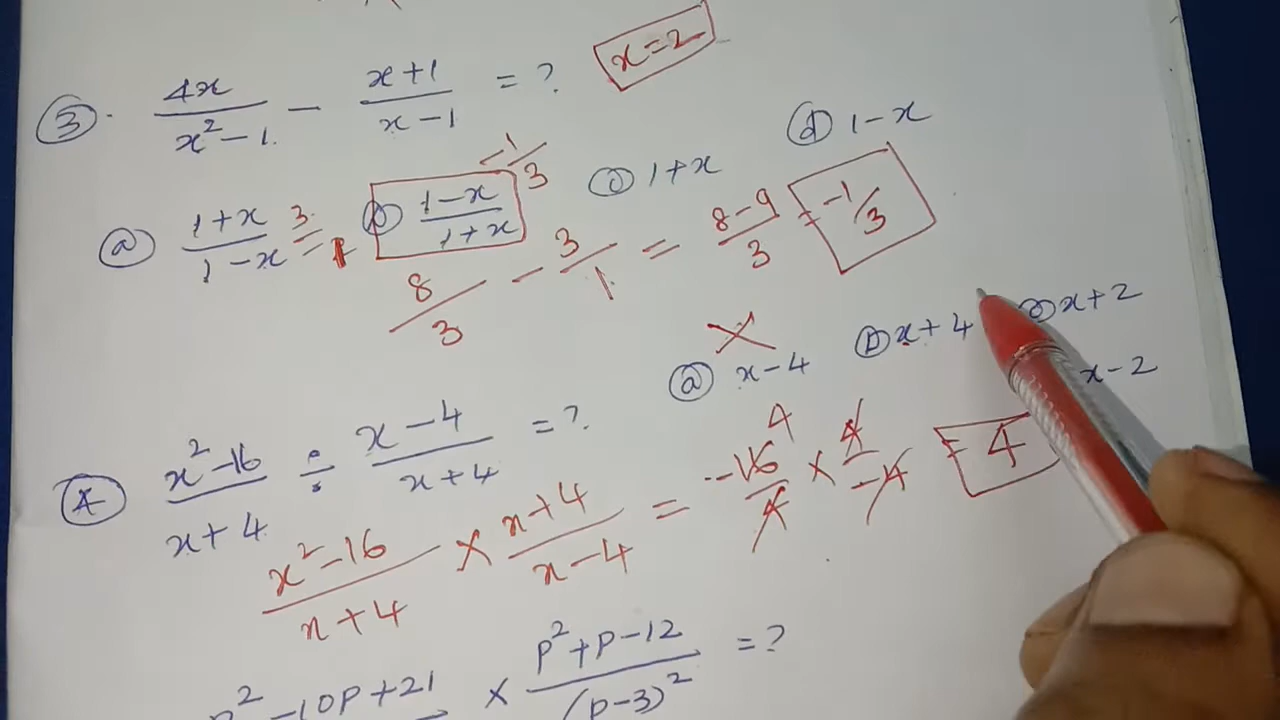 ③. 4x/x²-1 - x+1/x-1 = ? x=2
ⓐ 1+x/1-x = 3 ⓑ 1-x/1+x -1/3 ⓒ 1+x ⓓ 1-x
8/3 - 3/1 = 8-9/3 = -1/3
④ x²-16/x+4 ÷ x-4/x+4 = ?
ⓐ x-4 ⓑ x+4 ⓒ x+2
x-2
x²-16/x+4 × x+4/x-4 = -16/4 × 4/-4 = 4
-10p+21 × p²+p-12/(p-3)² = ?